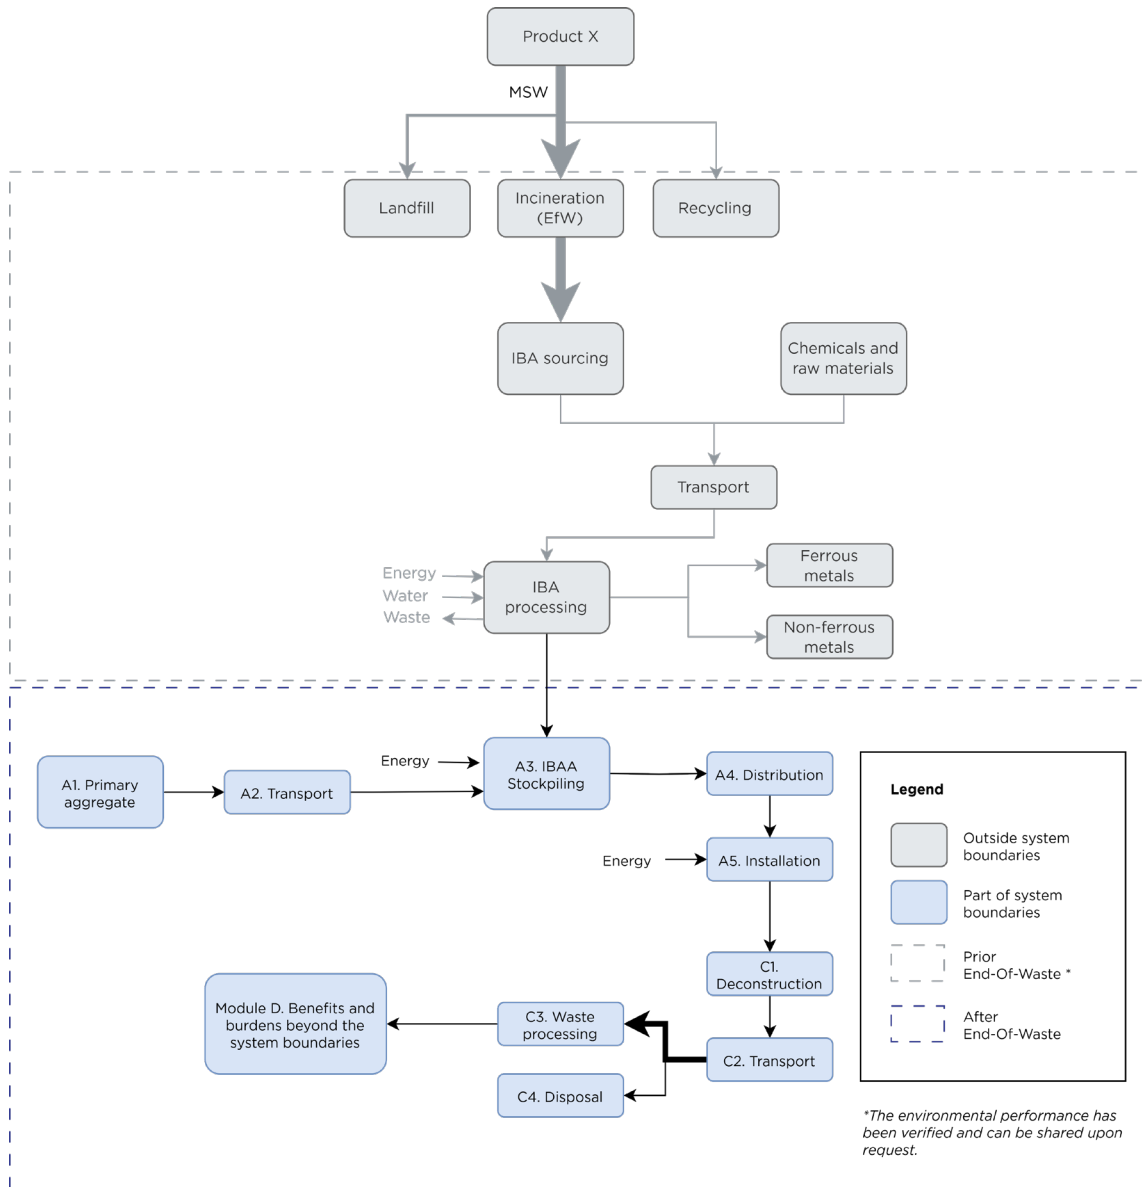 Product X
MSW
Landfill
Incineration
(EfW)
Recycling
IBA sourcing
Chemicals and
raw materials
Transport
Energy
Water
Waste
IBA
processing
Ferrous
metals
Non-ferrous
metals
A1. Primary
aggregate
A2. Transport
Energy
A3. IBAA
Stockpiling
A4. Distribution
Energy
A5. Installation
C1.
Deconstruction
C2. Transport
C3. Waste
processing
C4. Disposal
Module D. Benefits and
burdens beyond the
system boundaries
Legend
Outside system
boundaries
Part of system
boundaries
Prior
End-Of-Waste *
After
End-Of-Waste
*The environmental performance has
been verified and can be shared upon
request.